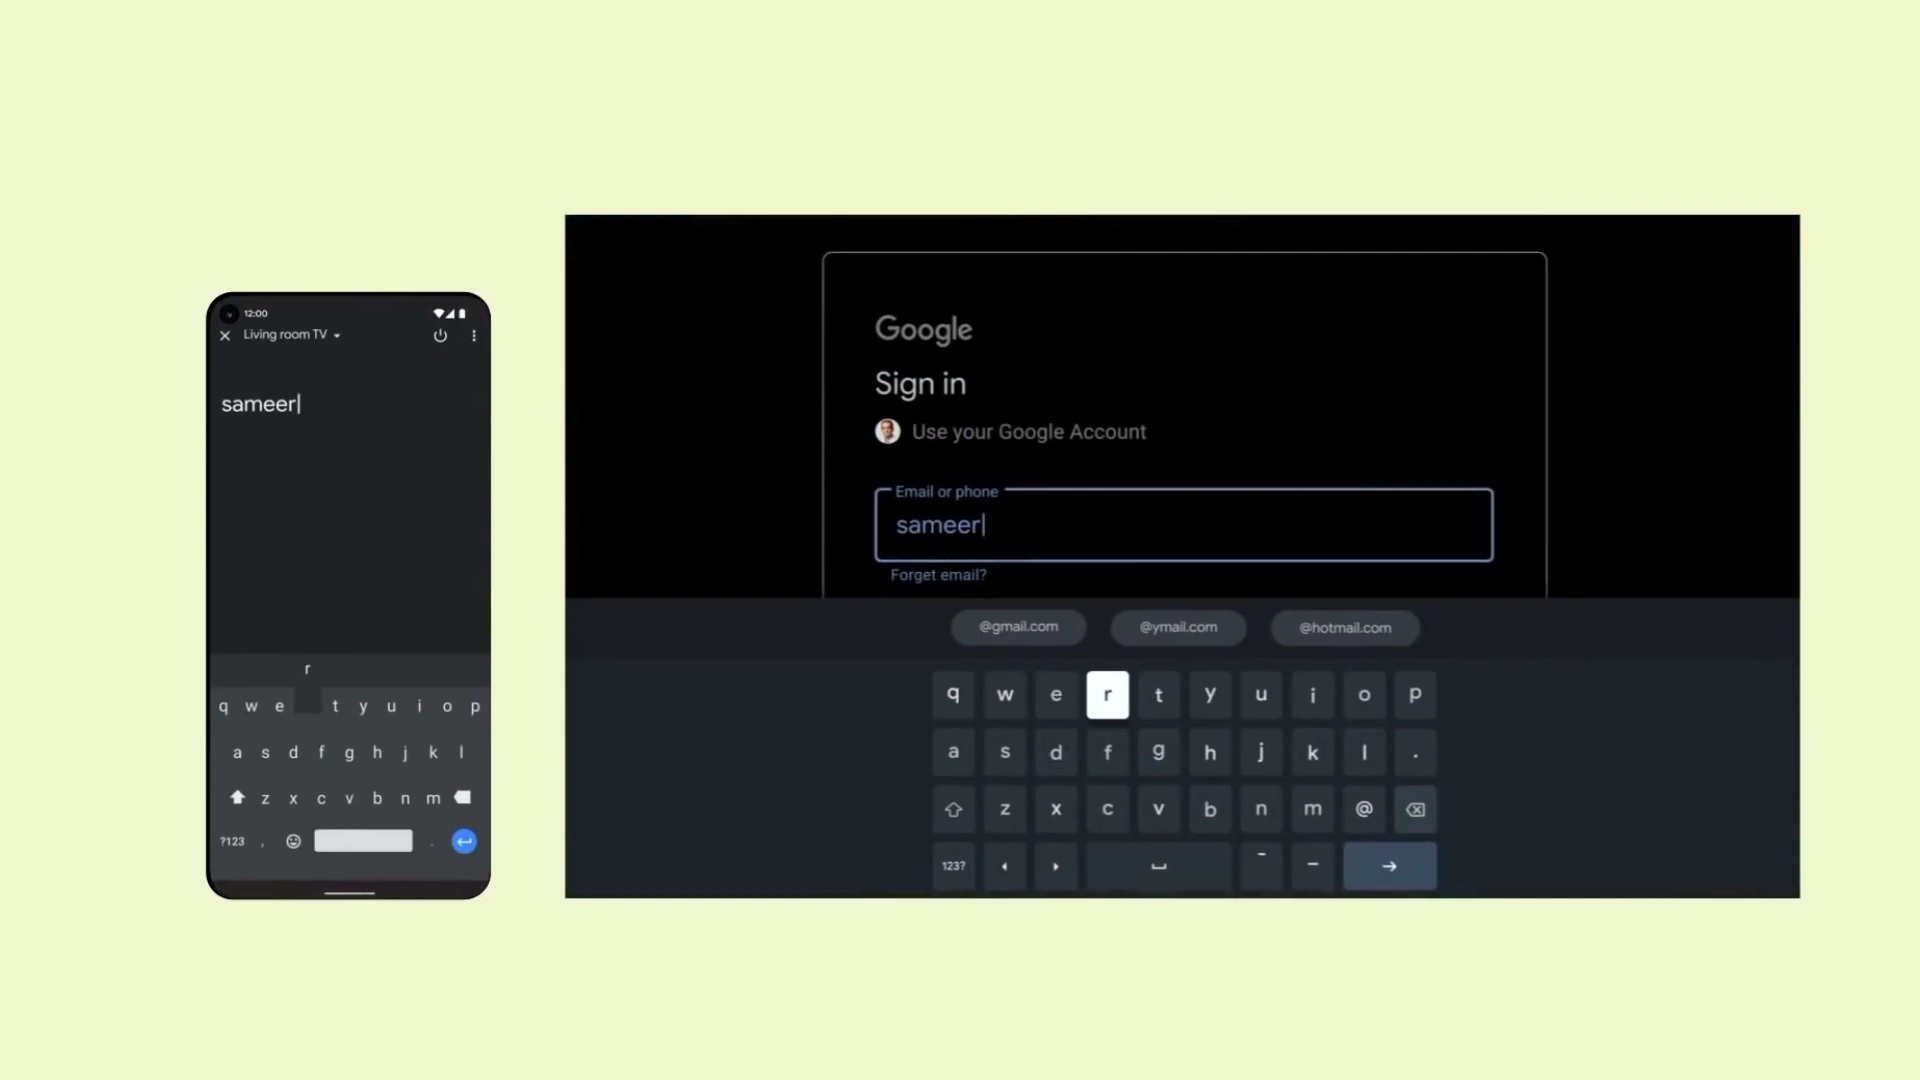 12:00
Living room TV
sameer
r
q w e t y u i o p
a s d f g h j k l
z x c v b n m
?123 , .
Google
Sign in
Use your Google Account
Email or phone
sameer
Forget email?
@gmail.com @ymail.com @hotmail.com
q w e r t y u i o p
a s d f g h j k l .
z x c v b n m @
123? - –